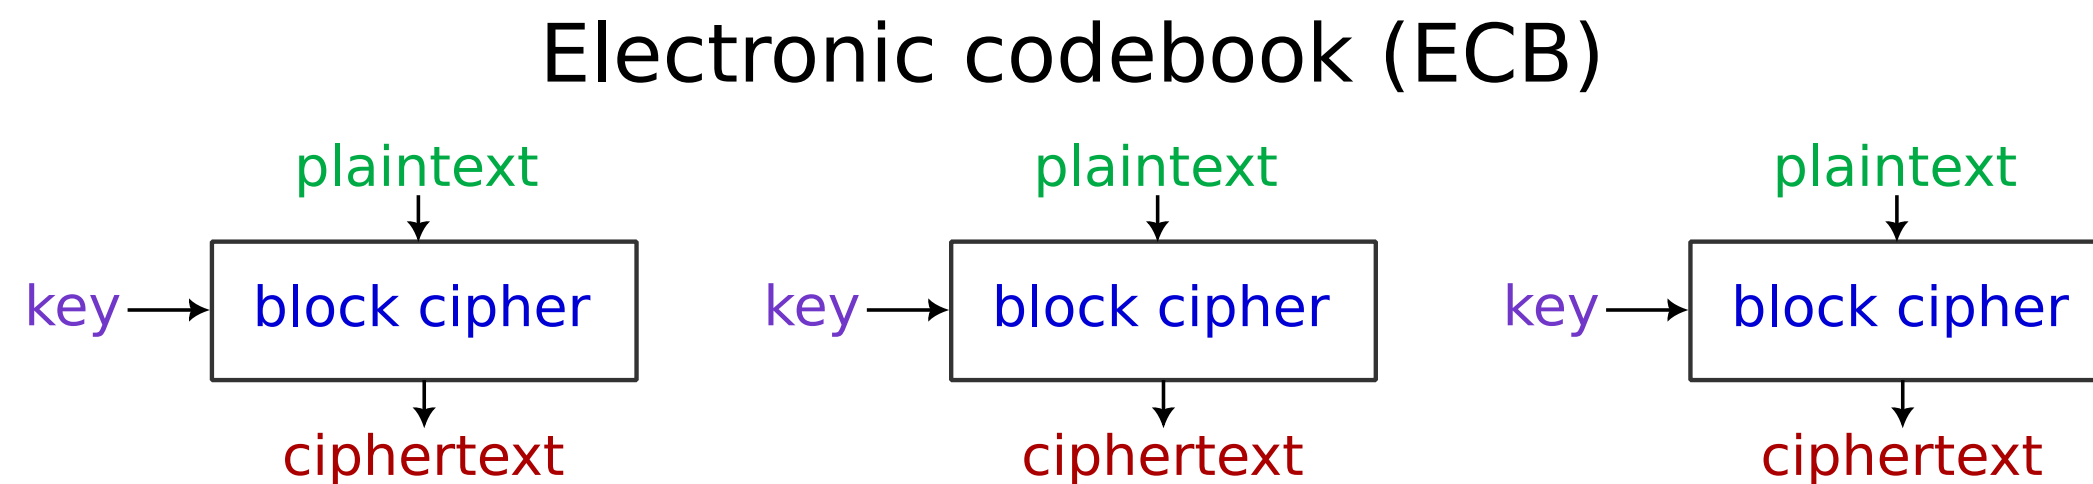 Electronic codebook (ECB)
plaintext plaintext plaintext
key block cipher key block cipher key block cipher
ciphertext ciphertext ciphertext